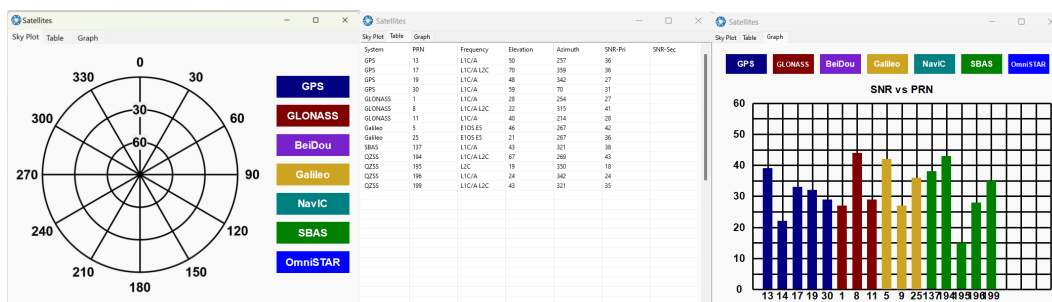 Satellites
Sky Plot Table Graph
0
330 30
300 60
30
60
270 90
240 120
210 150
180
GPS
GLONASS
BeiDou
Galileo
NavIC
SBAS
OmniSTAR
Satellites
Sky Plot Table Graph
System PRN Frequency Elevation Azimuth SNR-Pri SNR-Sec
GPS 13 L1C/A 50 257 36
GPS 17 L1C/A L2C 70 359 36
GPS 19 L1C/A 48 342 27
GPS 30 L1C/A 59 70 31
GLONASS 1 L1C/A 28 254 27
GLONASS 8 L1C/A L2C 22 315 41
GLONASS 11 L1C/A 40 214 28
Galileo 5 E1OS E5 46 267 42
Galileo 25 E1OS E5 21 267 36
SBAS 137 L1C/A 43 321 38
QZSS 194 L1C/A L2C 67 269 43
QZSS 195 L2C 19 350 18
QZSS 196 L1C/A 24 342 24
QZSS 199 L1C/A L2C 43 321 35
Satellites
Sky Plot Table Graph
GPS GLONASS BeiDou Galileo NavIC SBAS OmniSTAR
SNR vs PRN
60
50
40
30
20
10
0
13 14 17 19 30 1 8 11 5 9 25 137 194 195 196 199